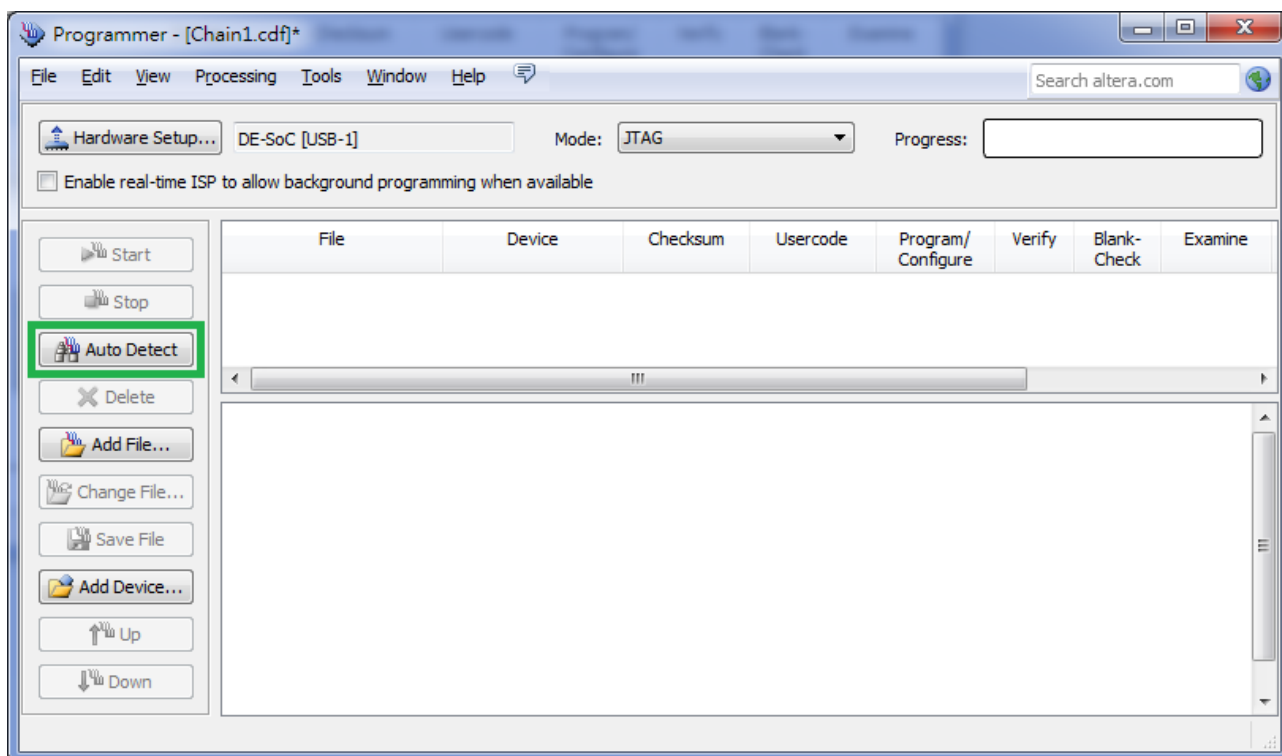 Programmer - [Chain1.cdf]*
File Edit View Processing Tools Window Help
Search altera.com
Hardware Setup... DE-SoC [USB-1] Mode: JTAG Progress:
Enable real-time ISP to allow background programming when available
File Device Checksum Usercode Program/ Verify Blank- Examine
Configure Check
Start
Stop
Auto Detect
Delete
Add File...
Change File...
Save File
Add Device...
Up
Down